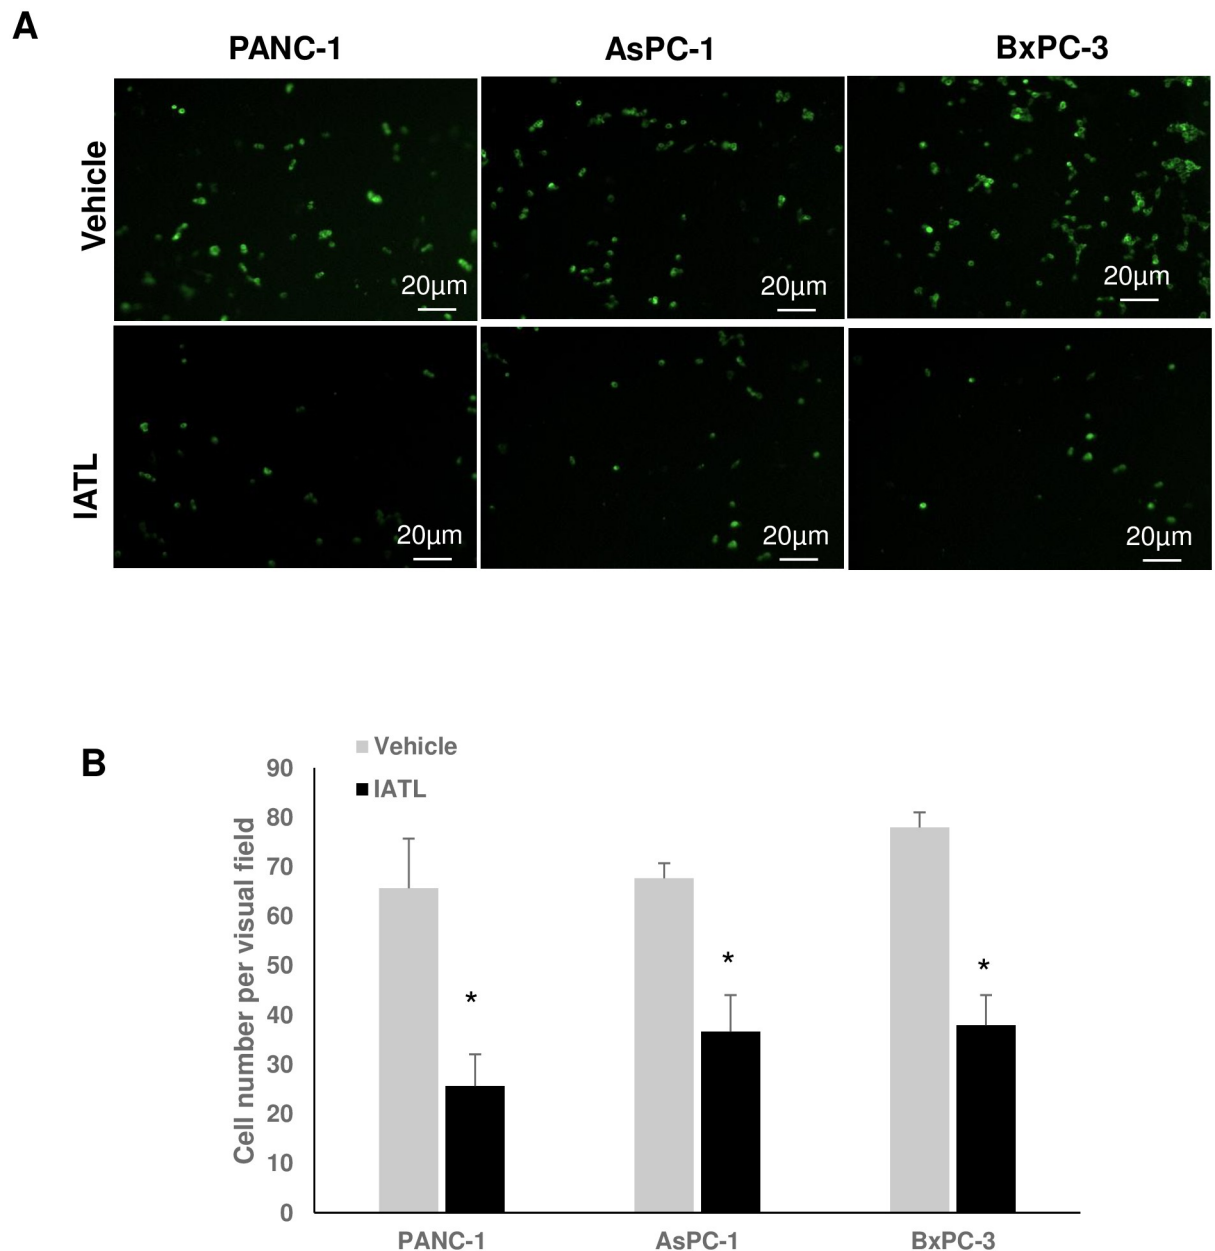 A
PANC-1
AsPC-1
BxPC-3
Vehicle
20µm
20µm
20µm
IATL
20µm
20µm
20µm
B
Vehicle
IATL
Cell number per visual field
90
80
70
60
50
40
30
20
10
0
*
*
*
PANC-1
AsPC-1
BxPC-3